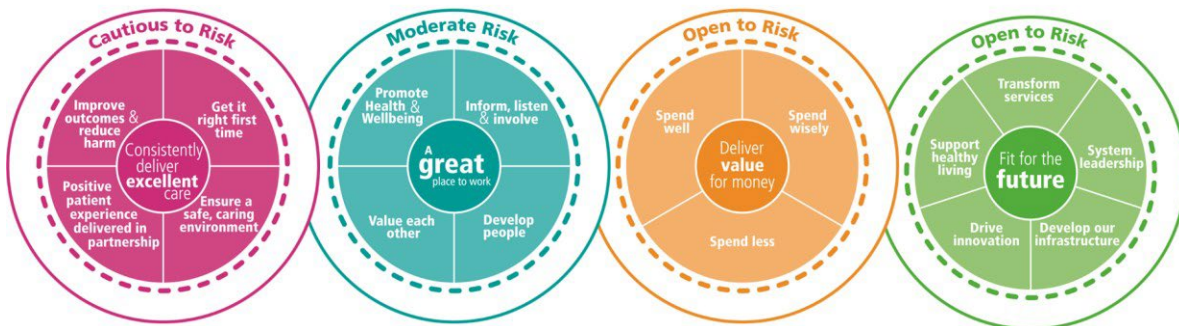 Cautious to Risk
Improve
outcomes &
reduce
harm
Get it
right first
time
Consistently
deliver
excellent
care
Positive
patient
experience
delivered in
partnership
Ensure a
safe, caring
environment
Moderate Risk
Promote
Health &
Wellbeing
Inform, listen
& involve
A
great
place to work
Value each
other
Develop
people
Open to Risk
Spend
well
Spend
wisely
Deliver
value
for money
Spend less
Open to Risk
Transform
services
Support
healthy
living
System
leadership
Fit for the
future
Drive
innovation
Develop our
infrastructure